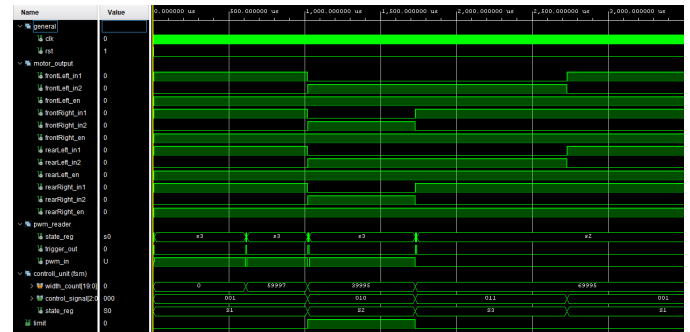 Name Value 0.000000 us 500.000000 us 1,000.000000 us 1,500.000000 us 2,000.000000 us 2,500.000000 us 3,000.000000 us
general
clk 0
rst 1
motor_output
frontLeft_in1 0
frontLeft_in2 0
frontLeft_en 0
frontRight_in1 0
frontRight_in2 0
frontRight_en 0
rearLeft_in1 0
rearLeft_in2 0
rearLeft_en 0
rearRight_in1 0
rearRight_in2 0
rearRight_en 0
pwm_reader
state_reg s0 s3 s3 s3 s2
trigger_out 0
pwm_in U
controll_unit (fsm)
width_count[19:0] 0 0 59997 39995 69995
control_signal[2:0 000 001 010 011 001
state_reg S0 S1 S2 S3 S1
timit 0